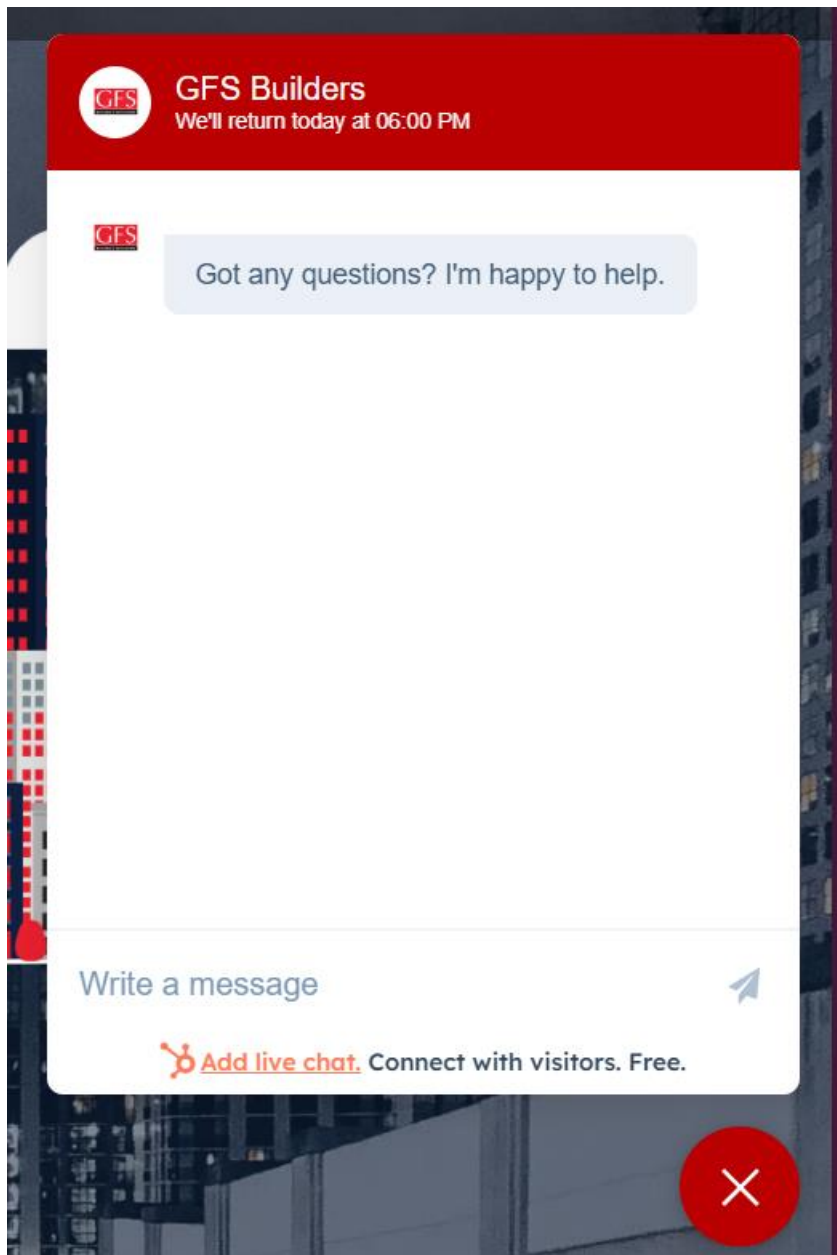 GFS
GFS Builders
We'll return today at 06:00 PM
GFS
Got any questions? I'm happy to help.
Write a message
Add live chat. Connect with visitors. Free.